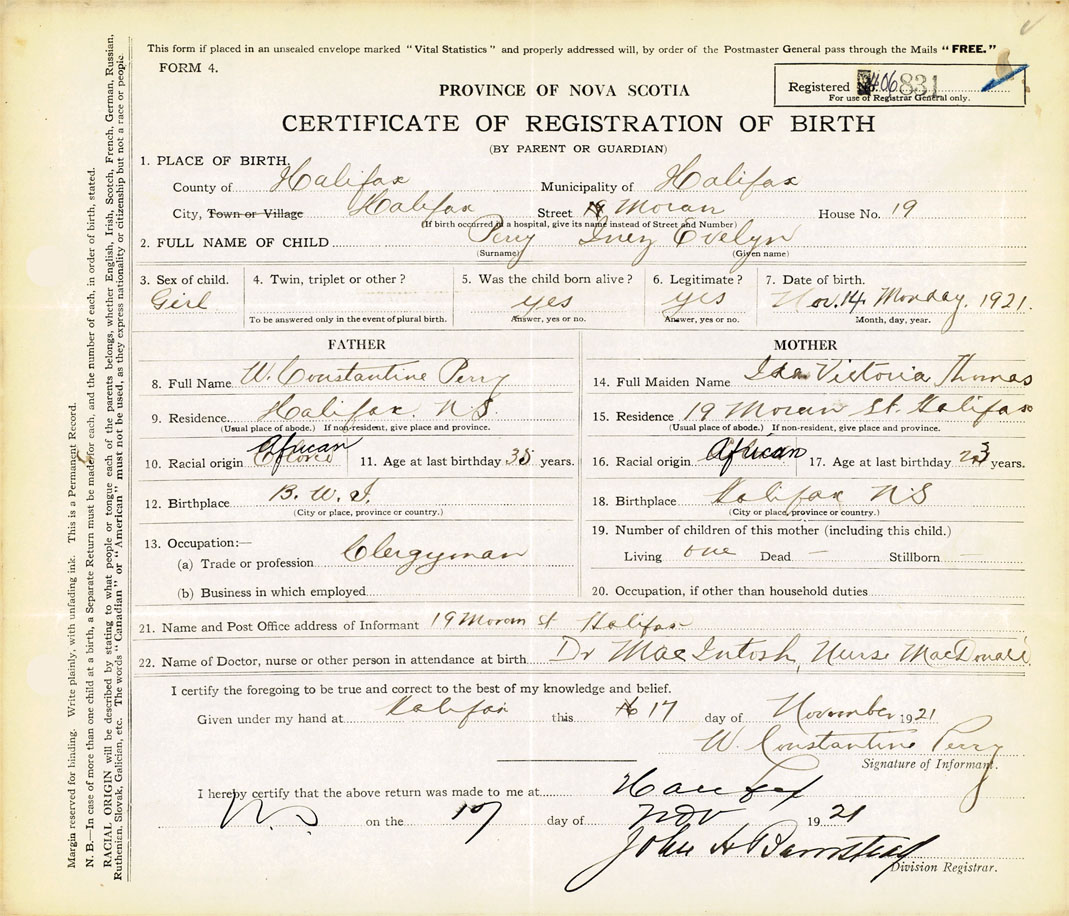 This form if placed in an unsealed envelope marked "Vital Statistics" and properly addressed will, by order of the Postmaster General pass through the Mails "FREE."
FORM 4.
PROVINCE OF NOVA SCOTIA
Registered No. 406831
For use of Registrar General only.
CERTIFICATE OF REGISTRATION OF BIRTH
(BY PARENT OR GUARDIAN)
1. PLACE OF BIRTH.
County of Halifax Municipality of Halifax
City, Town or Village Halifax Street Moran House No. 19
(If birth occurred in a hospital, give its name instead of Street and Number)
2. FULL NAME OF CHILD Perry Inez Evelyn
(Surname) (Given name)
3. Sex of child. 4. Twin, triplet or other? 5. Was the child born alive? 6. Legitimate? 7. Date of birth.
Girl yes yes Nov. 14 Monday, 1921.
To be answered only in the event of plural birth. Answer, yes or no. Answer, yes or no. Month, day, year.
FATHER
8. Full Name W. Constantine Perry
9. Residence Halifax. N.S.
(Usual place of abode.) If non-resident, give place and province.
10. Racial origin African 11. Age at last birthday 38 years.
12. Birthplace B. W. I.
(City or place, province or country.)
13. Occupation:—
(a) Trade or profession Clergyman
(b) Business in which employed
MOTHER
14. Full Maiden Name Ida Victoria Thomas
15. Residence 19 Moran St. Halifax
(Usual place of abode.) If non-resident, give place and province.
16. Racial origin African 17. Age at last birthday 23 years.
18. Birthplace Halifax NS
(City or place, province or country.)
19. Number of children of this mother (including this child.)
Living one Dead — Stillborn —
20. Occupation, if other than household duties
21. Name and Post Office address of Informant 19 Moran St Halifax
22. Name of Doctor, nurse or other person in attendance at birth Dr MacIntosh, Nurse MacDonald
I certify the foregoing to be true and correct to the best of my knowledge and belief.
Given under my hand at Halifax this 17 day of November 1921
W. Constantine Perry
Signature of Informant.
I hereby certify that the above return was made to me at Halifax
N.S. on the 17 day of Nov 1921
John H Barnstead
Division Registrar.
Margin reserved for binding. Write plainly, with unfading ink. This is a Permanent Record.
N. B.—In case of more than one child at a birth, a Separate Return must be made for each, and the number of each, in order of birth, stated.
RACIAL ORIGIN will be described by stating to what people or tongue each of the parents belongs, whether English, Irish, Scotch, French, German, Russian,
Ruthenian, Slovak, Galician, etc. The words "Canadian" or "American" must not be used, as they express nationality or citizenship but not a race or people